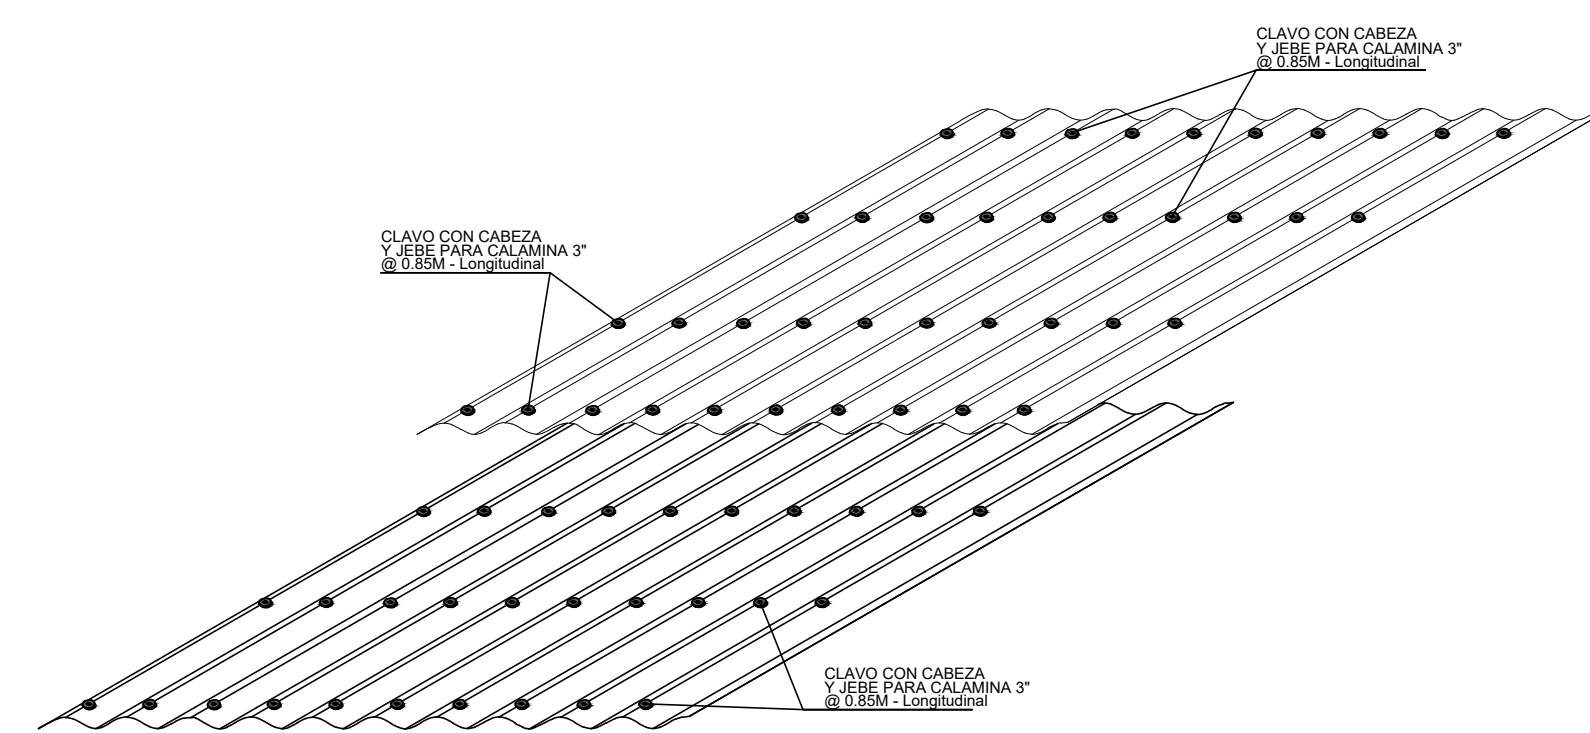 CLAVO CON CABEZA
Y JEBE PARA CALAMINA 3"
@ 0.85M - Longitudinal
CLAVO CON CABEZA
Y JEBE PARA CALAMINA 3"
@ 0.85M - Longitudinal
CLAVO CON CABEZA
Y JEBE PARA CALAMINA 3"
@ 0.85M - Longitudinal